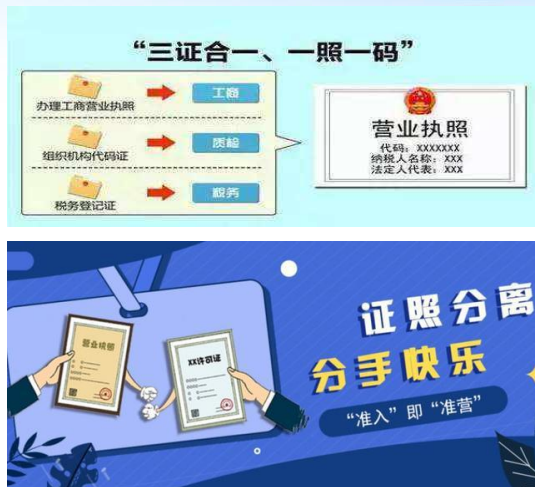 “三证合一、一照一码”
办理工商营业执照
工商
组织机构代码证
质检
税务登记证
税务
营业执照
代码：XXXXXXX
纳税人名称：XXX
法定人代表：XXX
证照分离
分手快乐
“准入”即“准营”
营业执照
XX许可证